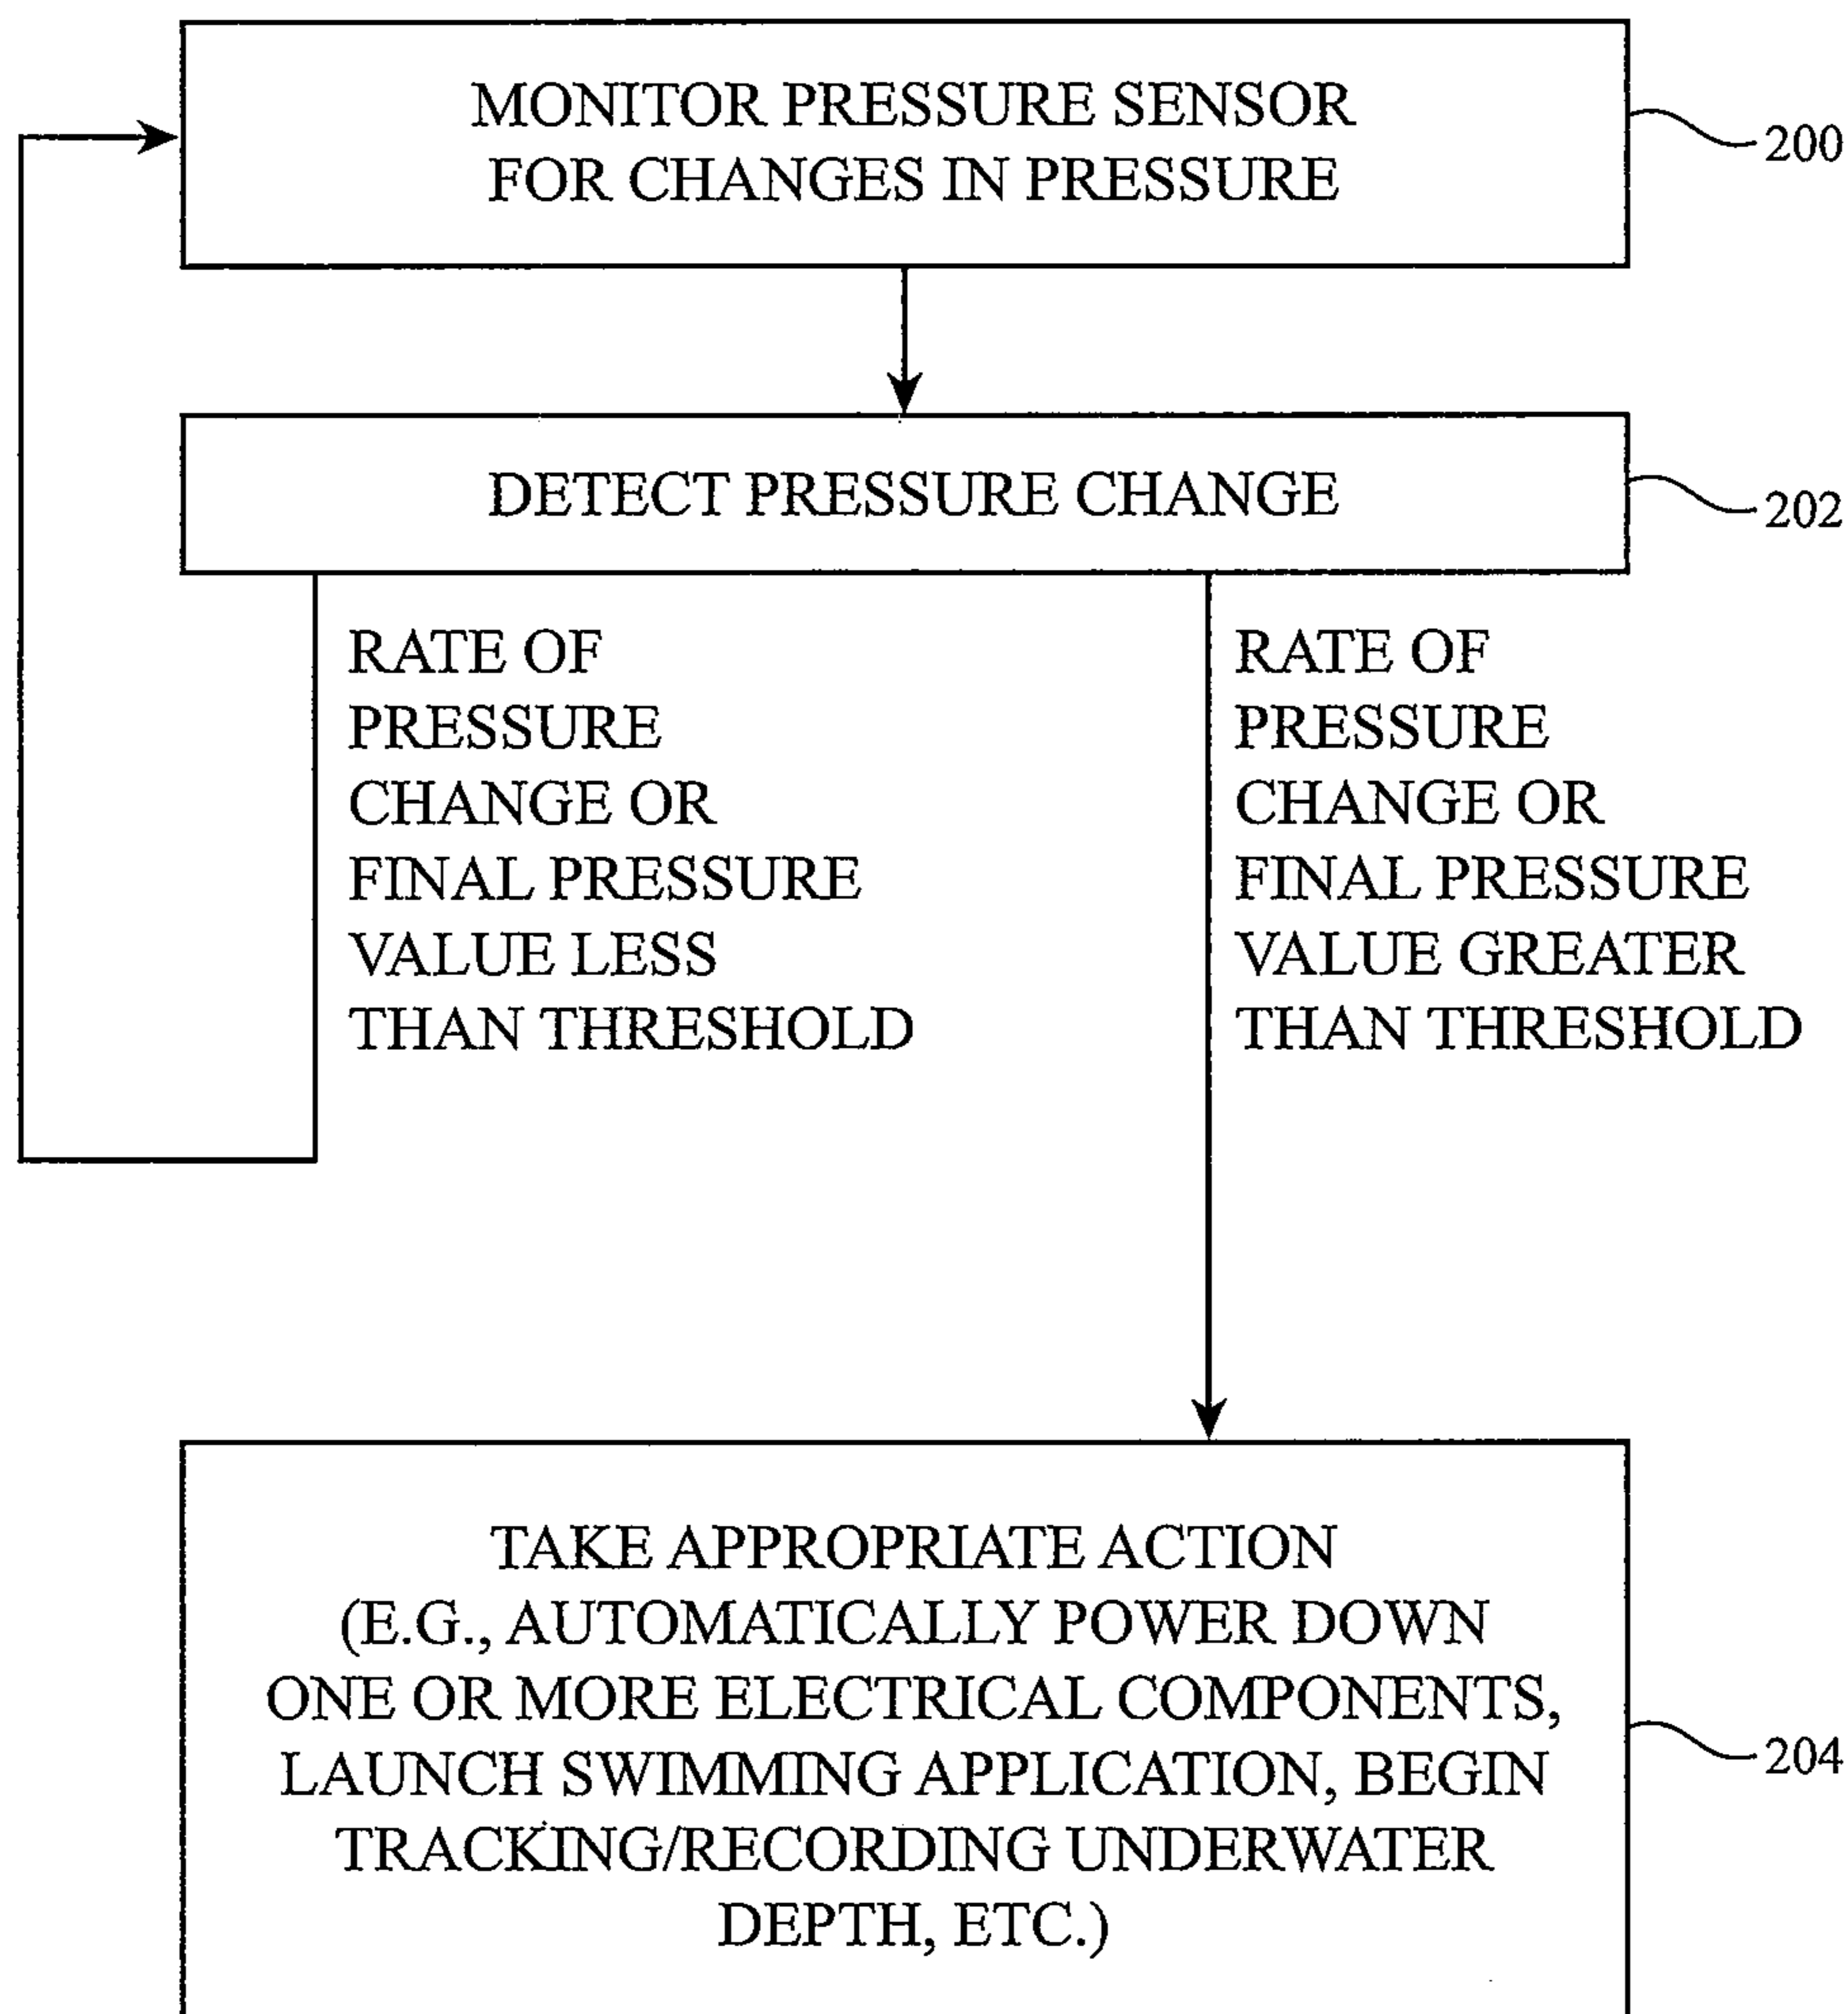 MONITOR PRESSURE SENSOR
FOR CHANGES IN PRESSURE
200
DETECT PRESSURE CHANGE
202
RATE OF
PRESSURE
CHANGE OR
FINAL PRESSURE
VALUE LESS
THAN THRESHOLD
RATE OF
PRESSURE
CHANGE OR
FINAL PRESSURE
VALUE GREATER
THAN THRESHOLD
TAKE APPROPRIATE ACTION
(E.G., AUTOMATICALLY POWER DOWN
ONE OR MORE ELECTRICAL COMPONENTS,
LAUNCH SWIMMING APPLICATION, BEGIN
TRACKING/RECORDING UNDERWATER
DEPTH, ETC.)
204